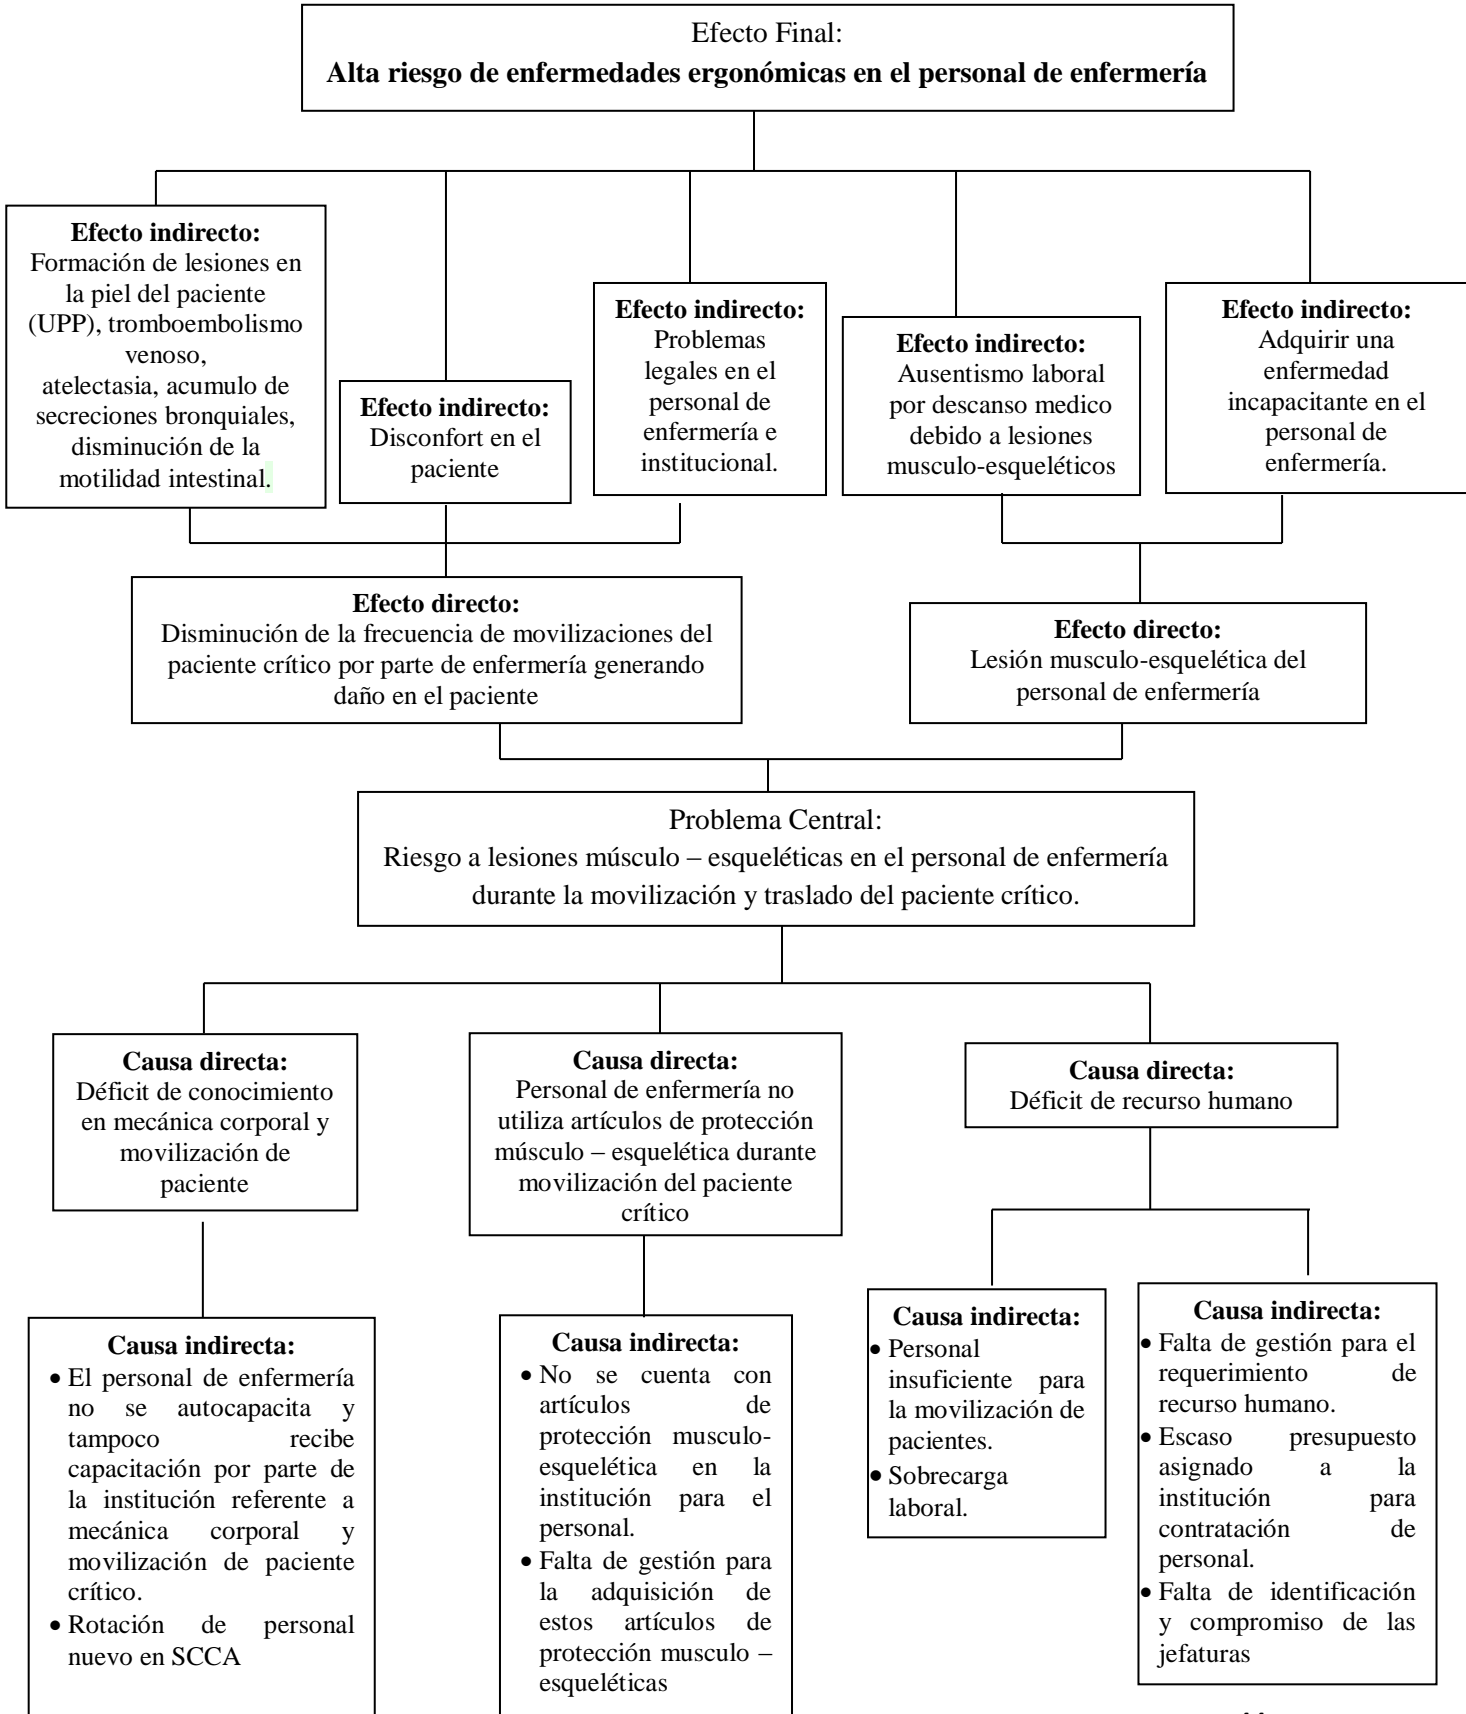 Efecto Final:
Alta riesgo de enfermedades ergonómicas en el personal de enfermería
Efecto indirecto:
Formación de lesiones en
la piel del paciente
(UPP), tromboembolismo
venoso,
atelectasia, acumulo de
secreciones bronquiales,
disminución de la
motilidad intestinal.
Efecto indirecto:
Disconfort en el
paciente
Efecto indirecto:
Problemas
legales en el
personal de
enfermería e
institucional.
Efecto indirecto:
Ausentismo laboral
por descanso medico
debido a lesiones
musculo-esqueléticos
Efecto indirecto:
Adquirir una
enfermedad
incapacitante en el
personal de
enfermería.
Efecto directo:
Disminución de la frecuencia de movilizaciones del
paciente crítico por parte de enfermería generando
daño en el paciente
Efecto directo:
Lesión musculo-esquelética del
personal de enfermería
Problema Central:
Riesgo a lesiones músculo – esqueléticas en el personal de enfermería
durante la movilización y traslado del paciente crítico.
Causa directa:
Déficit de conocimiento
en mecánica corporal y
movilización de
paciente
Causa directa:
Personal de enfermería no
utiliza artículos de protección
músculo – esquelética durante
movilización del paciente
crítico
Causa directa:
Déficit de recurso humano
Causa indirecta:
• El personal de enfermería
no se autocapacita y
tampoco recibe
capacitación por parte de
la institución referente a
mecánica corporal y
movilización de paciente
crítico.
• Rotación de personal
nuevo en SCCA
Causa indirecta:
• No se cuenta con
artículos de
protección musculo-
esquelética en la
institución para el
personal.
• Falta de gestión para
la adquisición de
estos artículos de
protección musculo –
esqueléticas
Causa indirecta:
• Personal
insuficiente para
la movilización de
pacientes.
• Sobrecarga
laboral.
Causa indirecta:
• Falta de gestión para el
requerimiento de
recurso humano.
• Escaso presupuesto
asignado a la
institución para
contratación de
personal.
• Falta de identificación
y compromiso de las
jefaturas